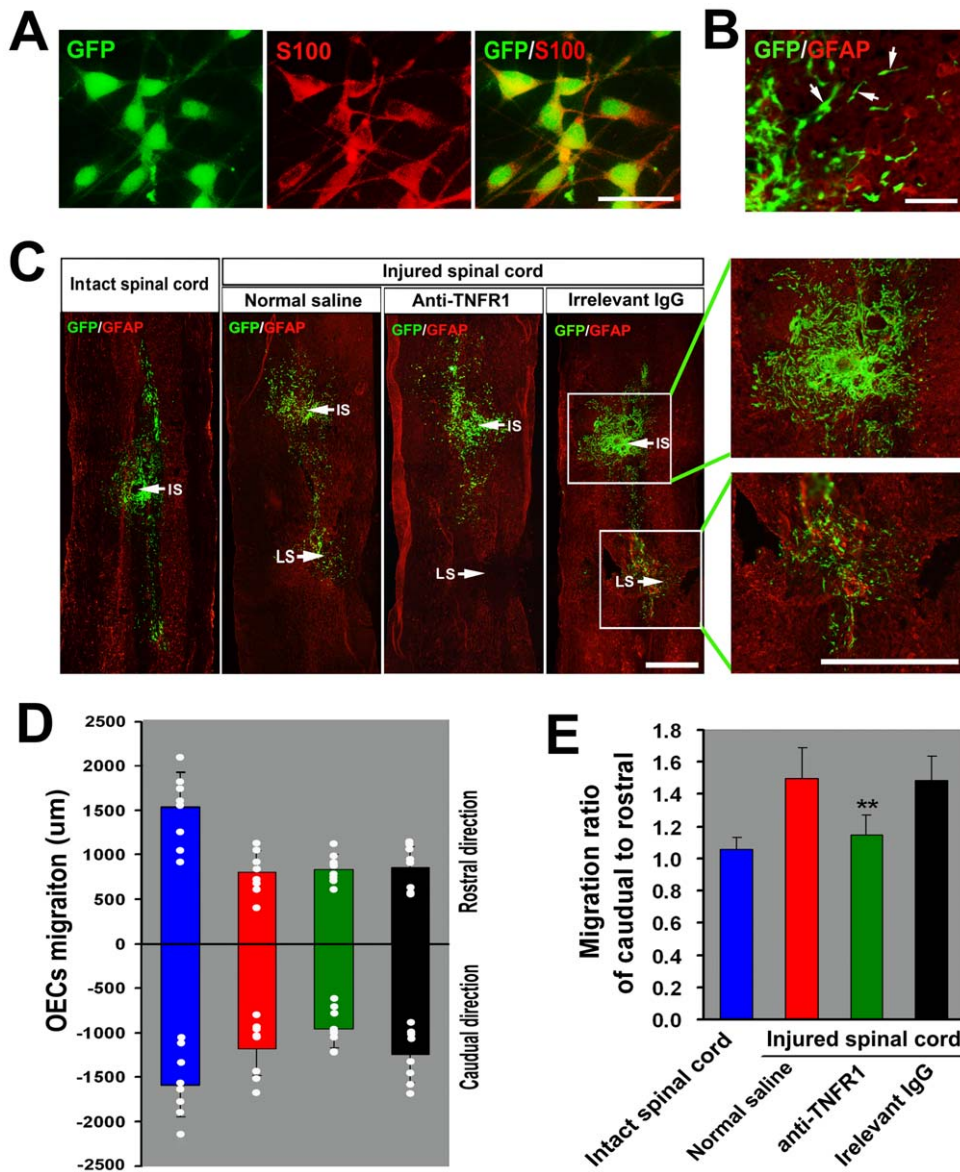 A
GFP
S100
GFP/S100
B
GFP/GFAP
C
Intact spinal cord
Injured spinal cord
Normal saline
Anti-TNFR1
Irrelevant IgG
GFP/GFAP
GFP/GFAP
GFP/GFAP
GFP/GFAP
IS
IS
IS
IS
LS
LS
LS
D
OECs migraiton (um)
2500
2000
1500
1000
500
0
-500
-1000
-1500
-2000
-2500
Rostral direction
Caudual direction
E
Migration ratio
of caudual to rostral
1.8
1.6
1.4
1.2
1.0
0.8
0.6
0.4
0.2
0.0
**
Intact spinal cord
Injured spinal cord
Normal saline
anti-TNFR1
Irelevant IgG